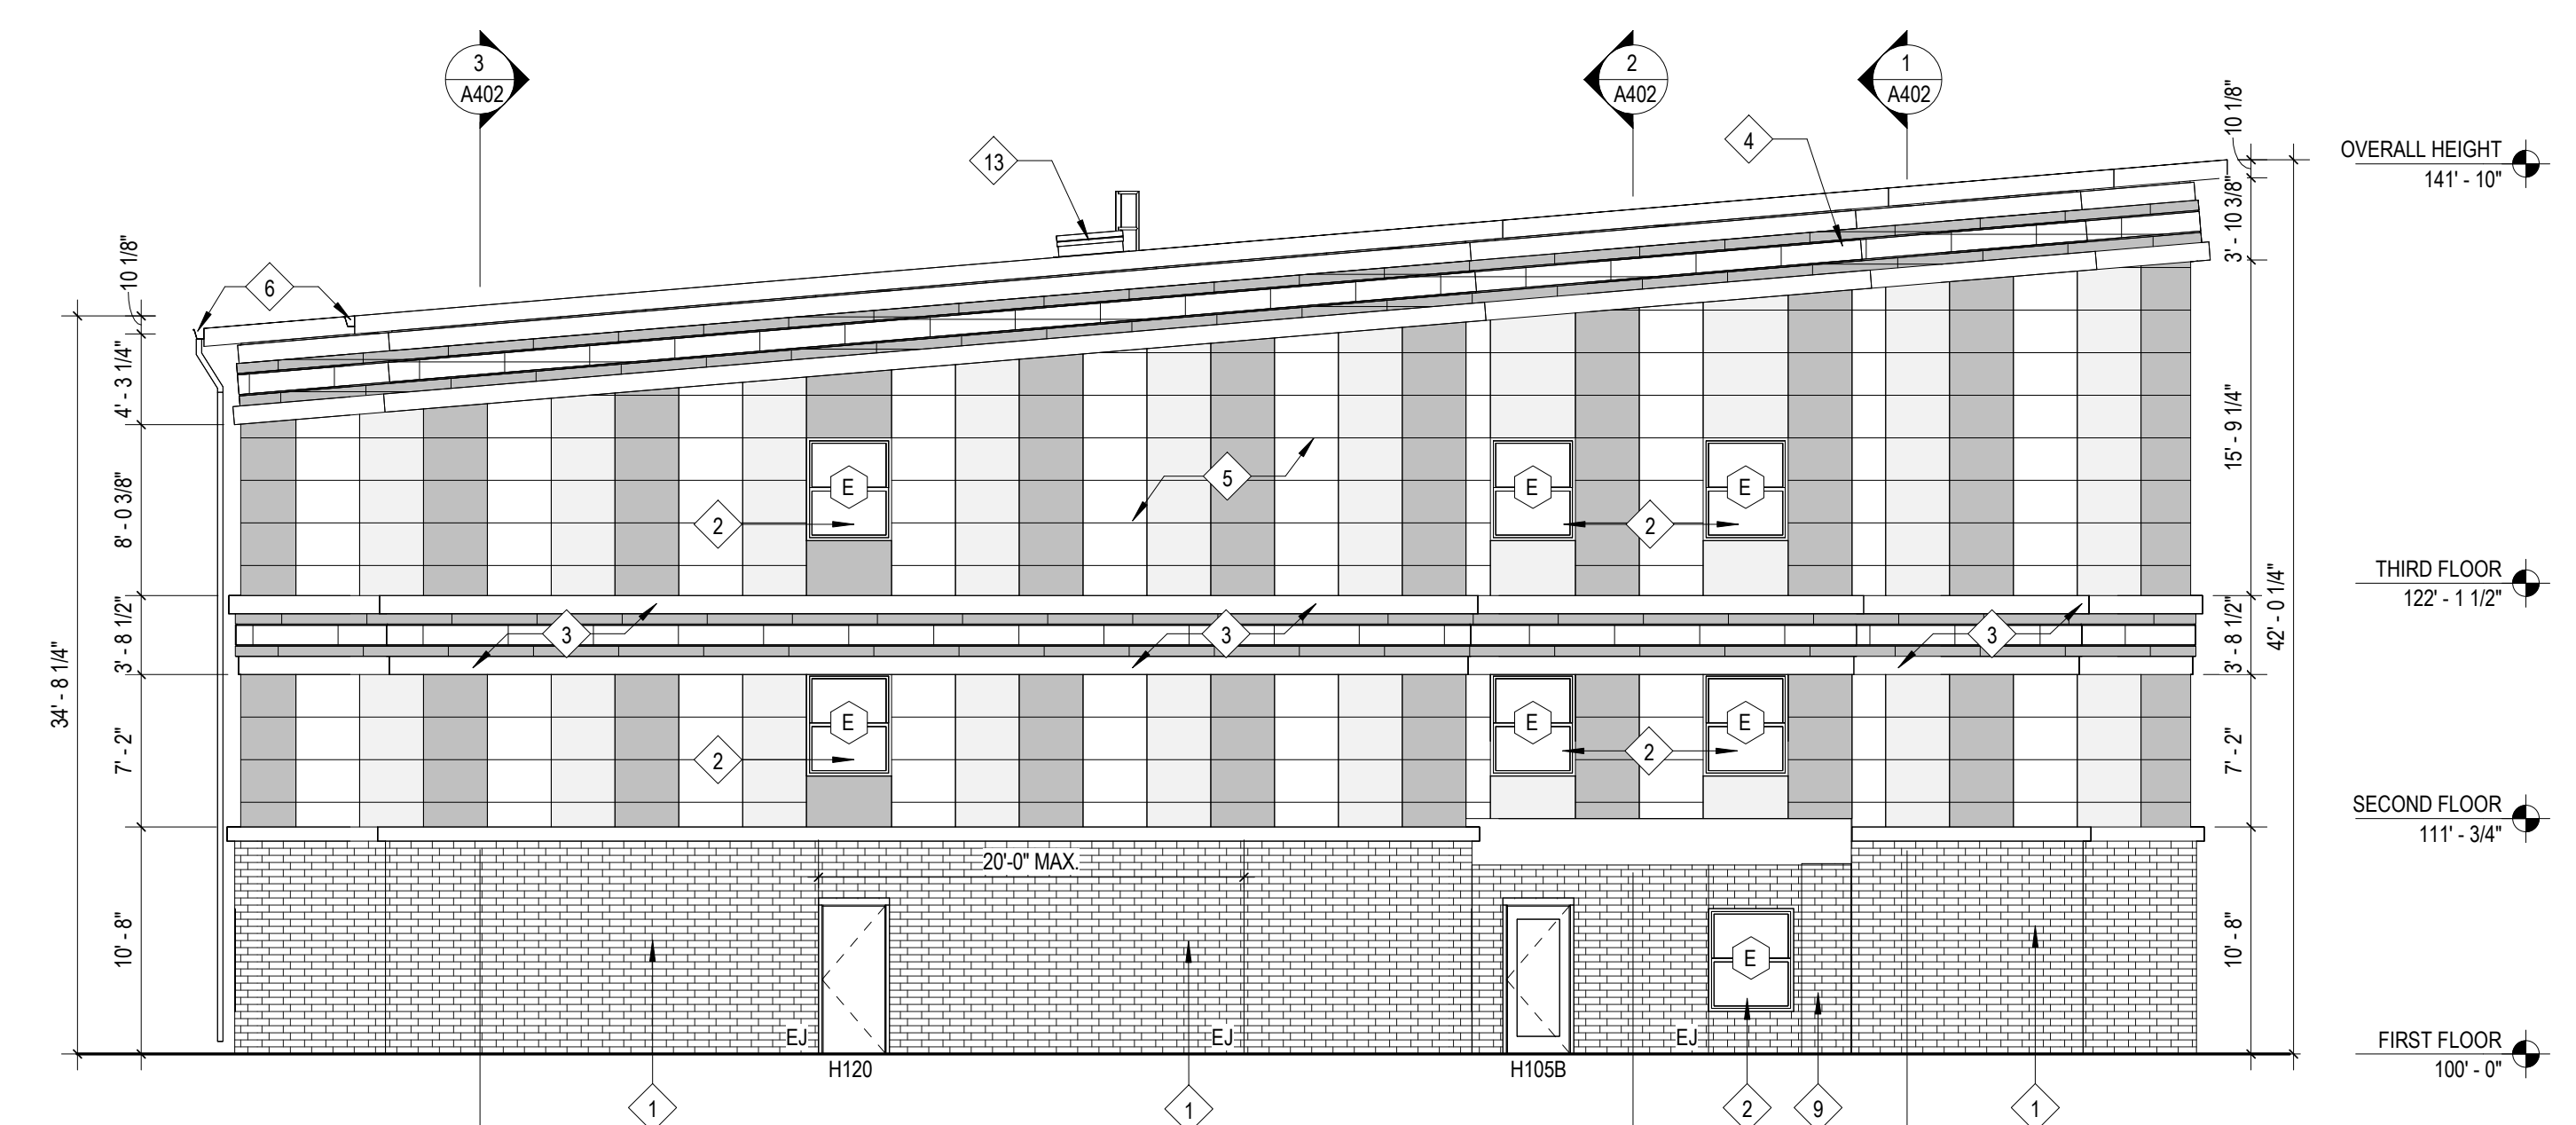 3
A402
2
A402
1
A402
13
4
6
OVERALL HEIGHT
141' - 10"
10 1/8"
3' - 10 3/8"
10 1/8"
4' - 3 1/4"
15' - 9 1/4"
8' - 0 3/8"
E
E
E
5
2
2
THIRD FLOOR
122' - 1 1/2"
3' - 8 1/2"
3
3
3
3' - 8 1/2"
42' - 0 1/4"
34' - 8 1/4"
7' - 2"
E
E
E
2
2
7' - 2"
SECOND FLOOR
111' - 3/4"
20'-0" MAX.
10' - 8"
E
10' - 8"
EJ
EJ
EJ
FIRST FLOOR
100' - 0"
H120
H105B
1
1
2
9
1